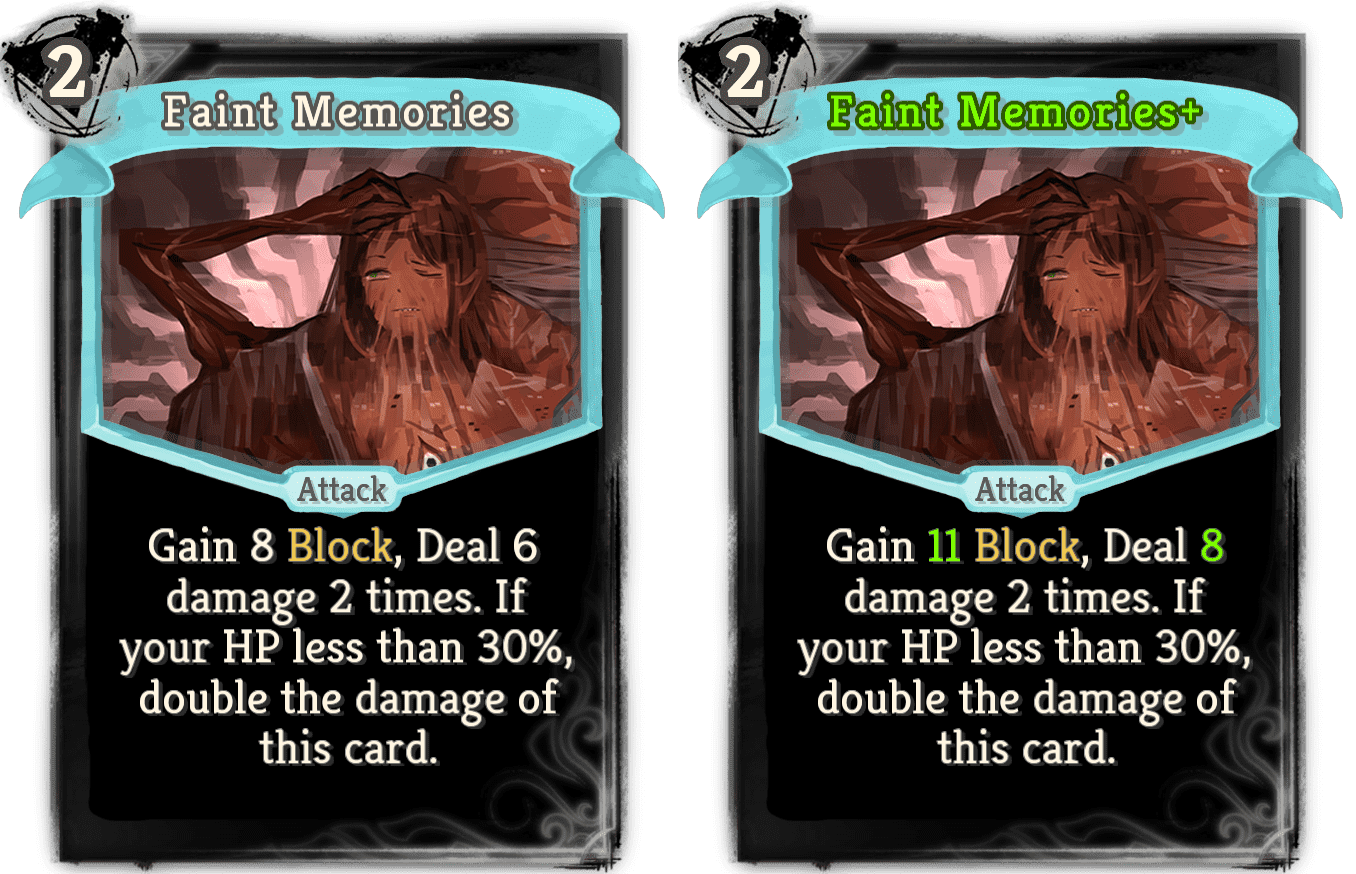 2
Faint Memories
Attack
Gain 8 Block, Deal 6
damage 2 times. If
your HP less than 30%,
double the damage of
this card.
2
Faint Memories+
Attack
Gain 11 Block, Deal 8
damage 2 times. If
your HP less than 30%,
double the damage of
this card.